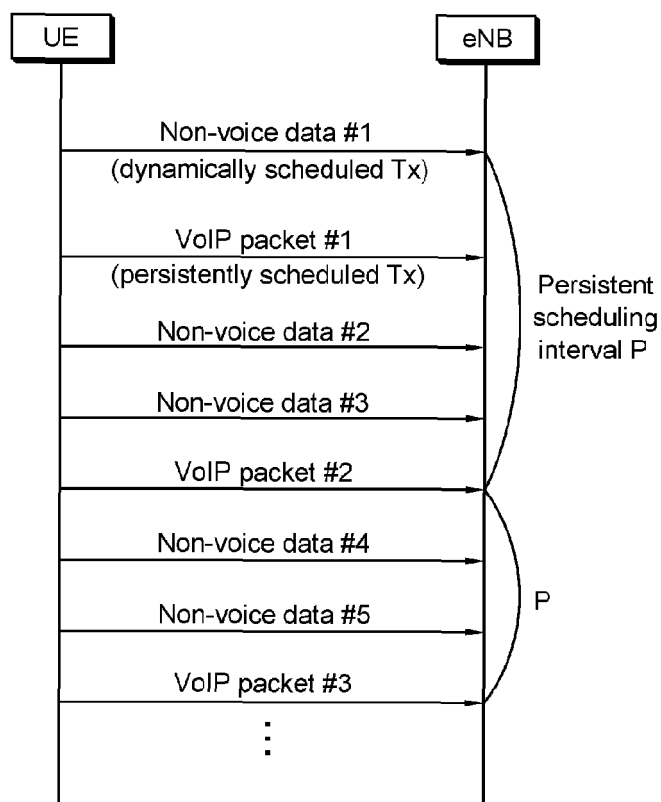 UE
eNB
Non-voice data #1
(dynamically scheduled Tx)
VoIP packet #1
(persistently scheduled Tx)
Persistent
scheduling
interval P
Non-voice data #2
Non-voice data #3
VoIP packet #2
Non-voice data #4
P
Non-voice data #5
VoIP packet #3